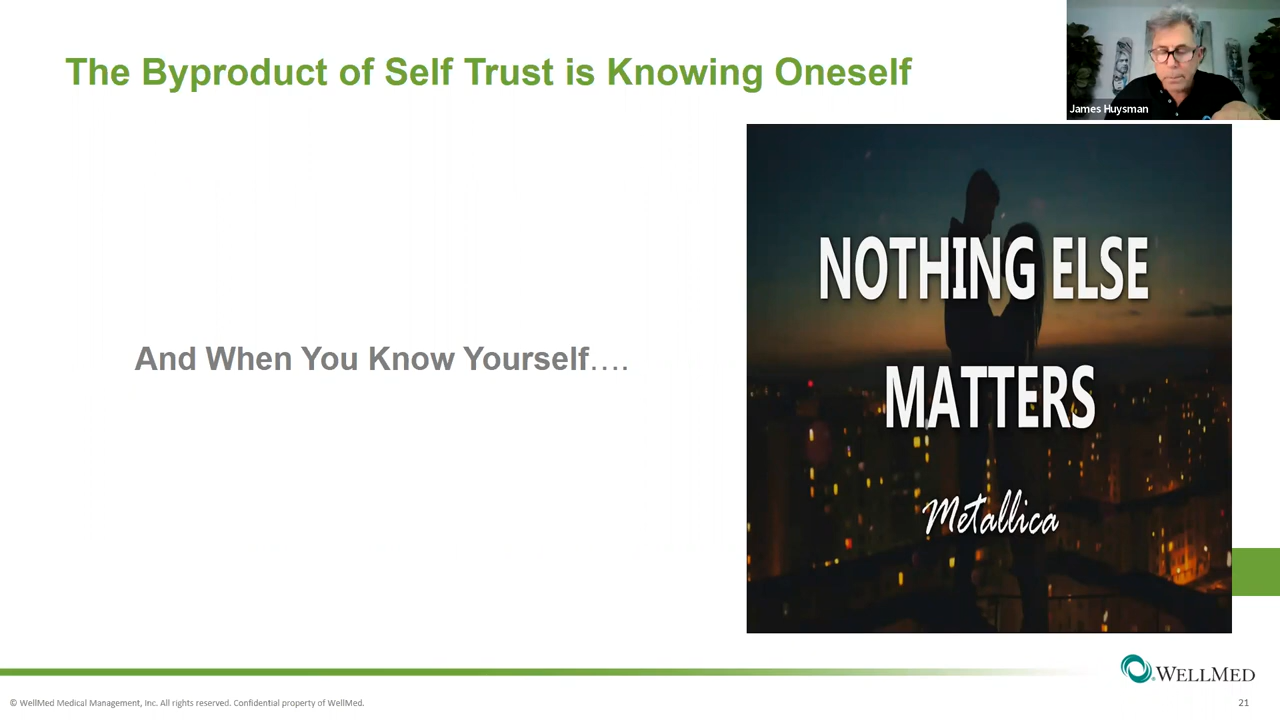 The Byproduct of Self Trust is Knowing Oneself
James Huysman
And When You Know Yourself....
NOTHING ELSE
MATTERS
Metallica
WELLMED
© WellMed Medical Management, Inc. All rights reserved. Confidential property of WellMed.
21